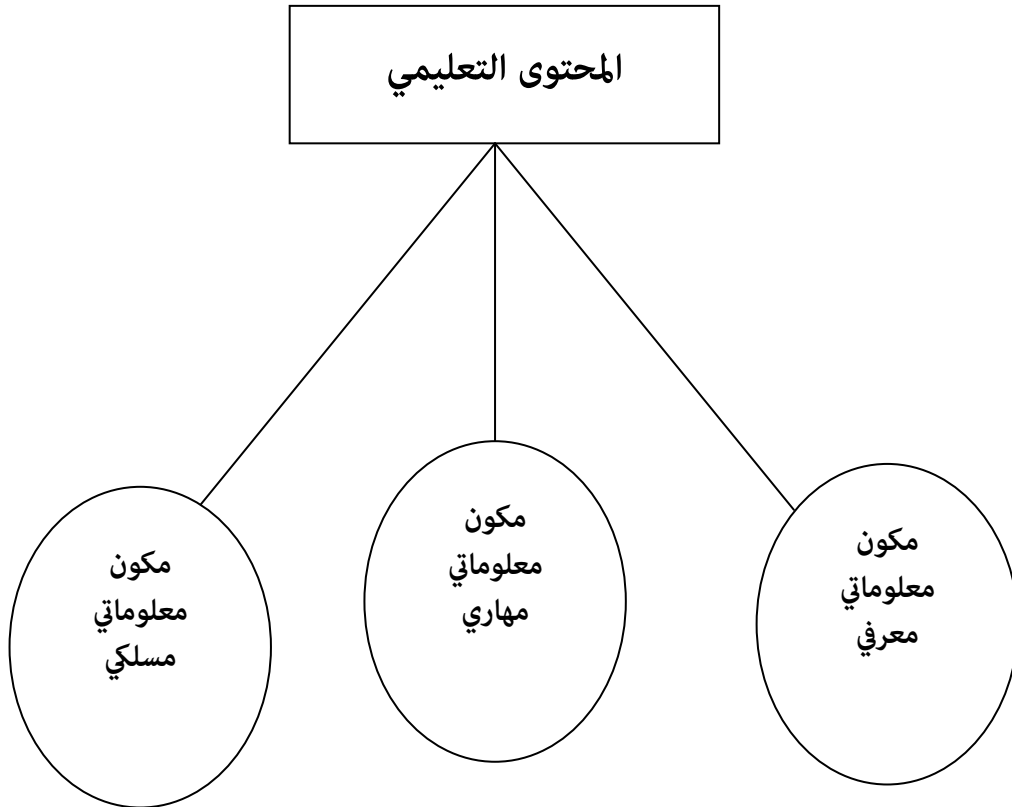 المحتوى التعليمي
مكون
معلوماتي
معرفي
مكون
معلوماتي
مهاري
مكون
معلوماتي
مسلكي